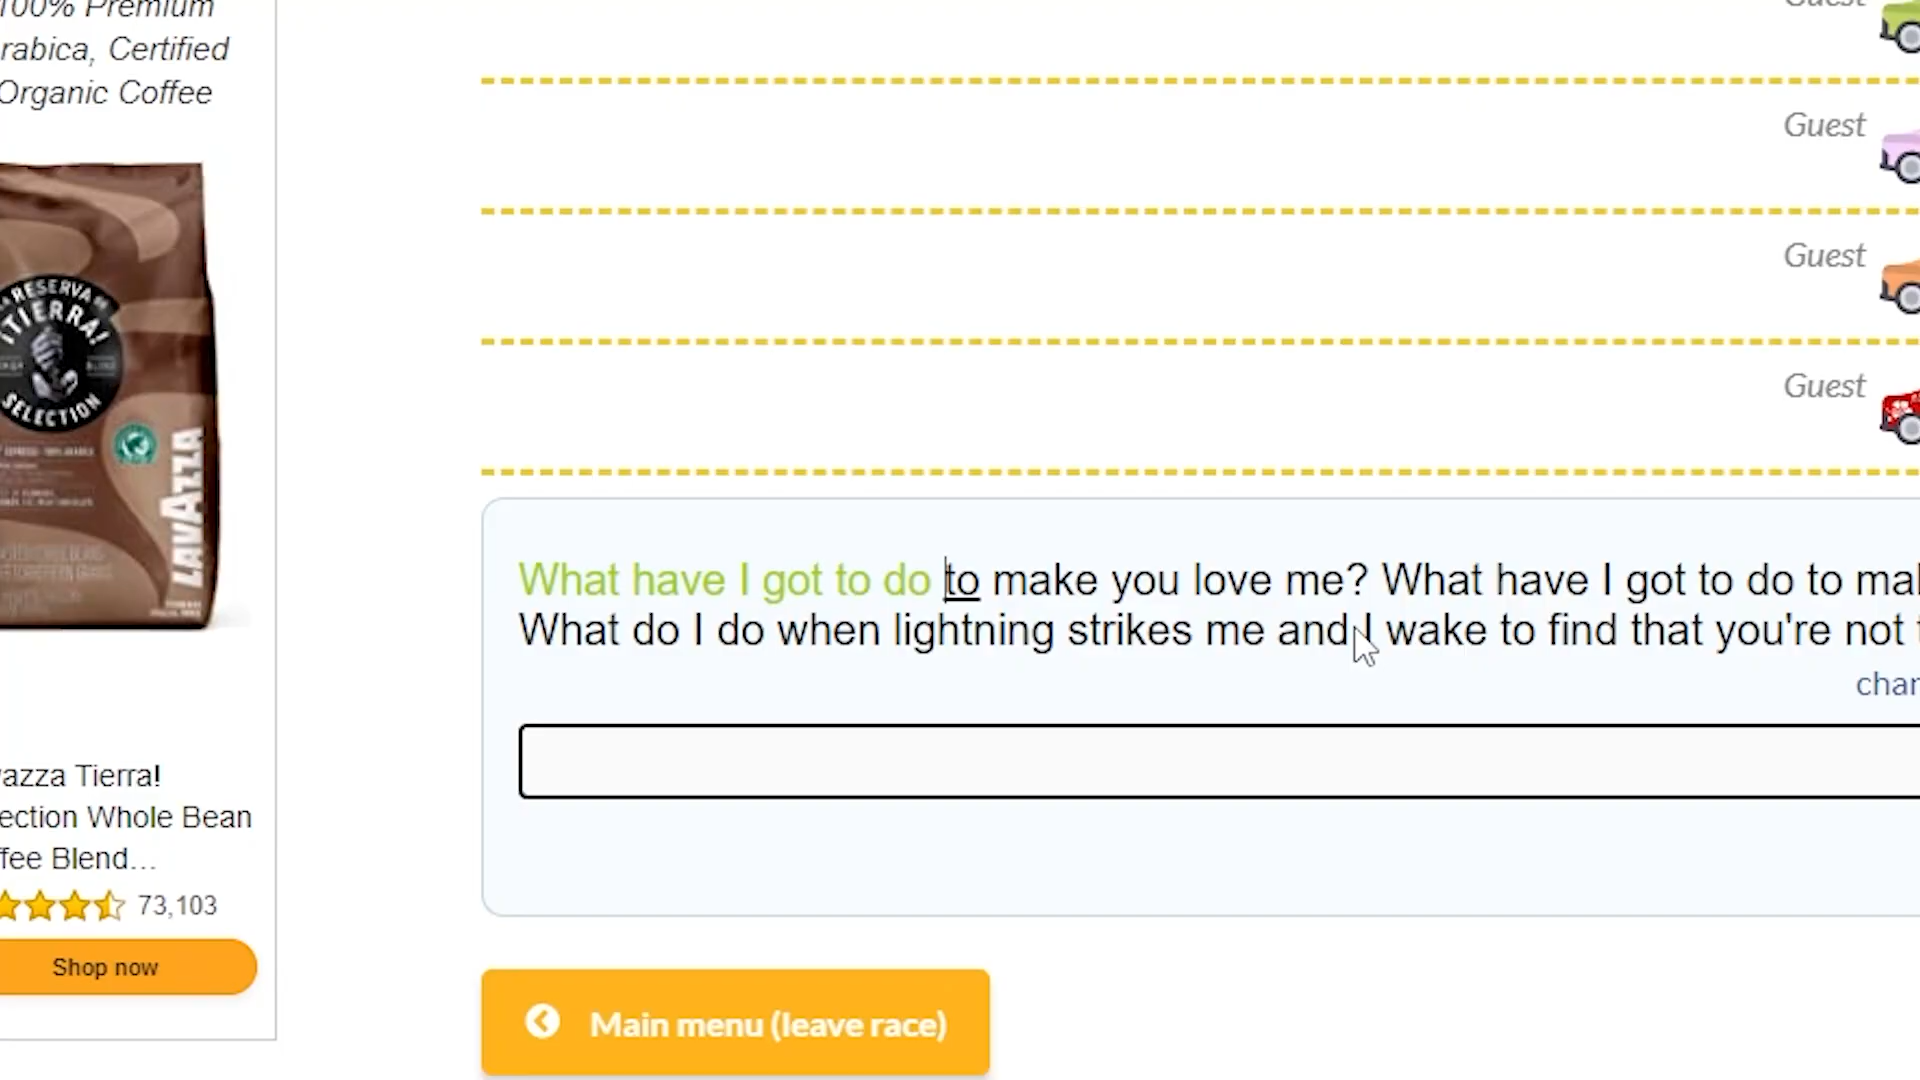 100% Premium
rabica, Certified
Organic Coffee
RESERVA
¡TIERRA!
SELECTION
LAVAZZA
azza Tierra!
ection Whole Bean
fee Blend...
73,103
Shop now
Guest
Guest
Guest
Guest
What have I got to do to make you love me? What have I got to do to mak
What do I do when lightning strikes me and I wake to find that you're not t
chan
Main menu (leave race)